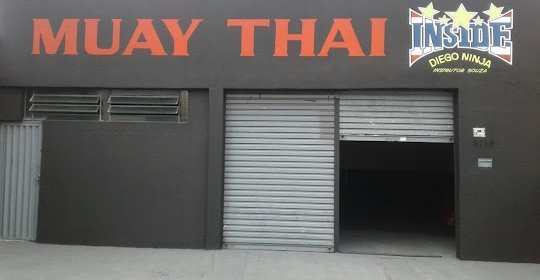 MUAY THAI
INSIDE
DIEGO NINJA
INSTRUTOR SOUZA